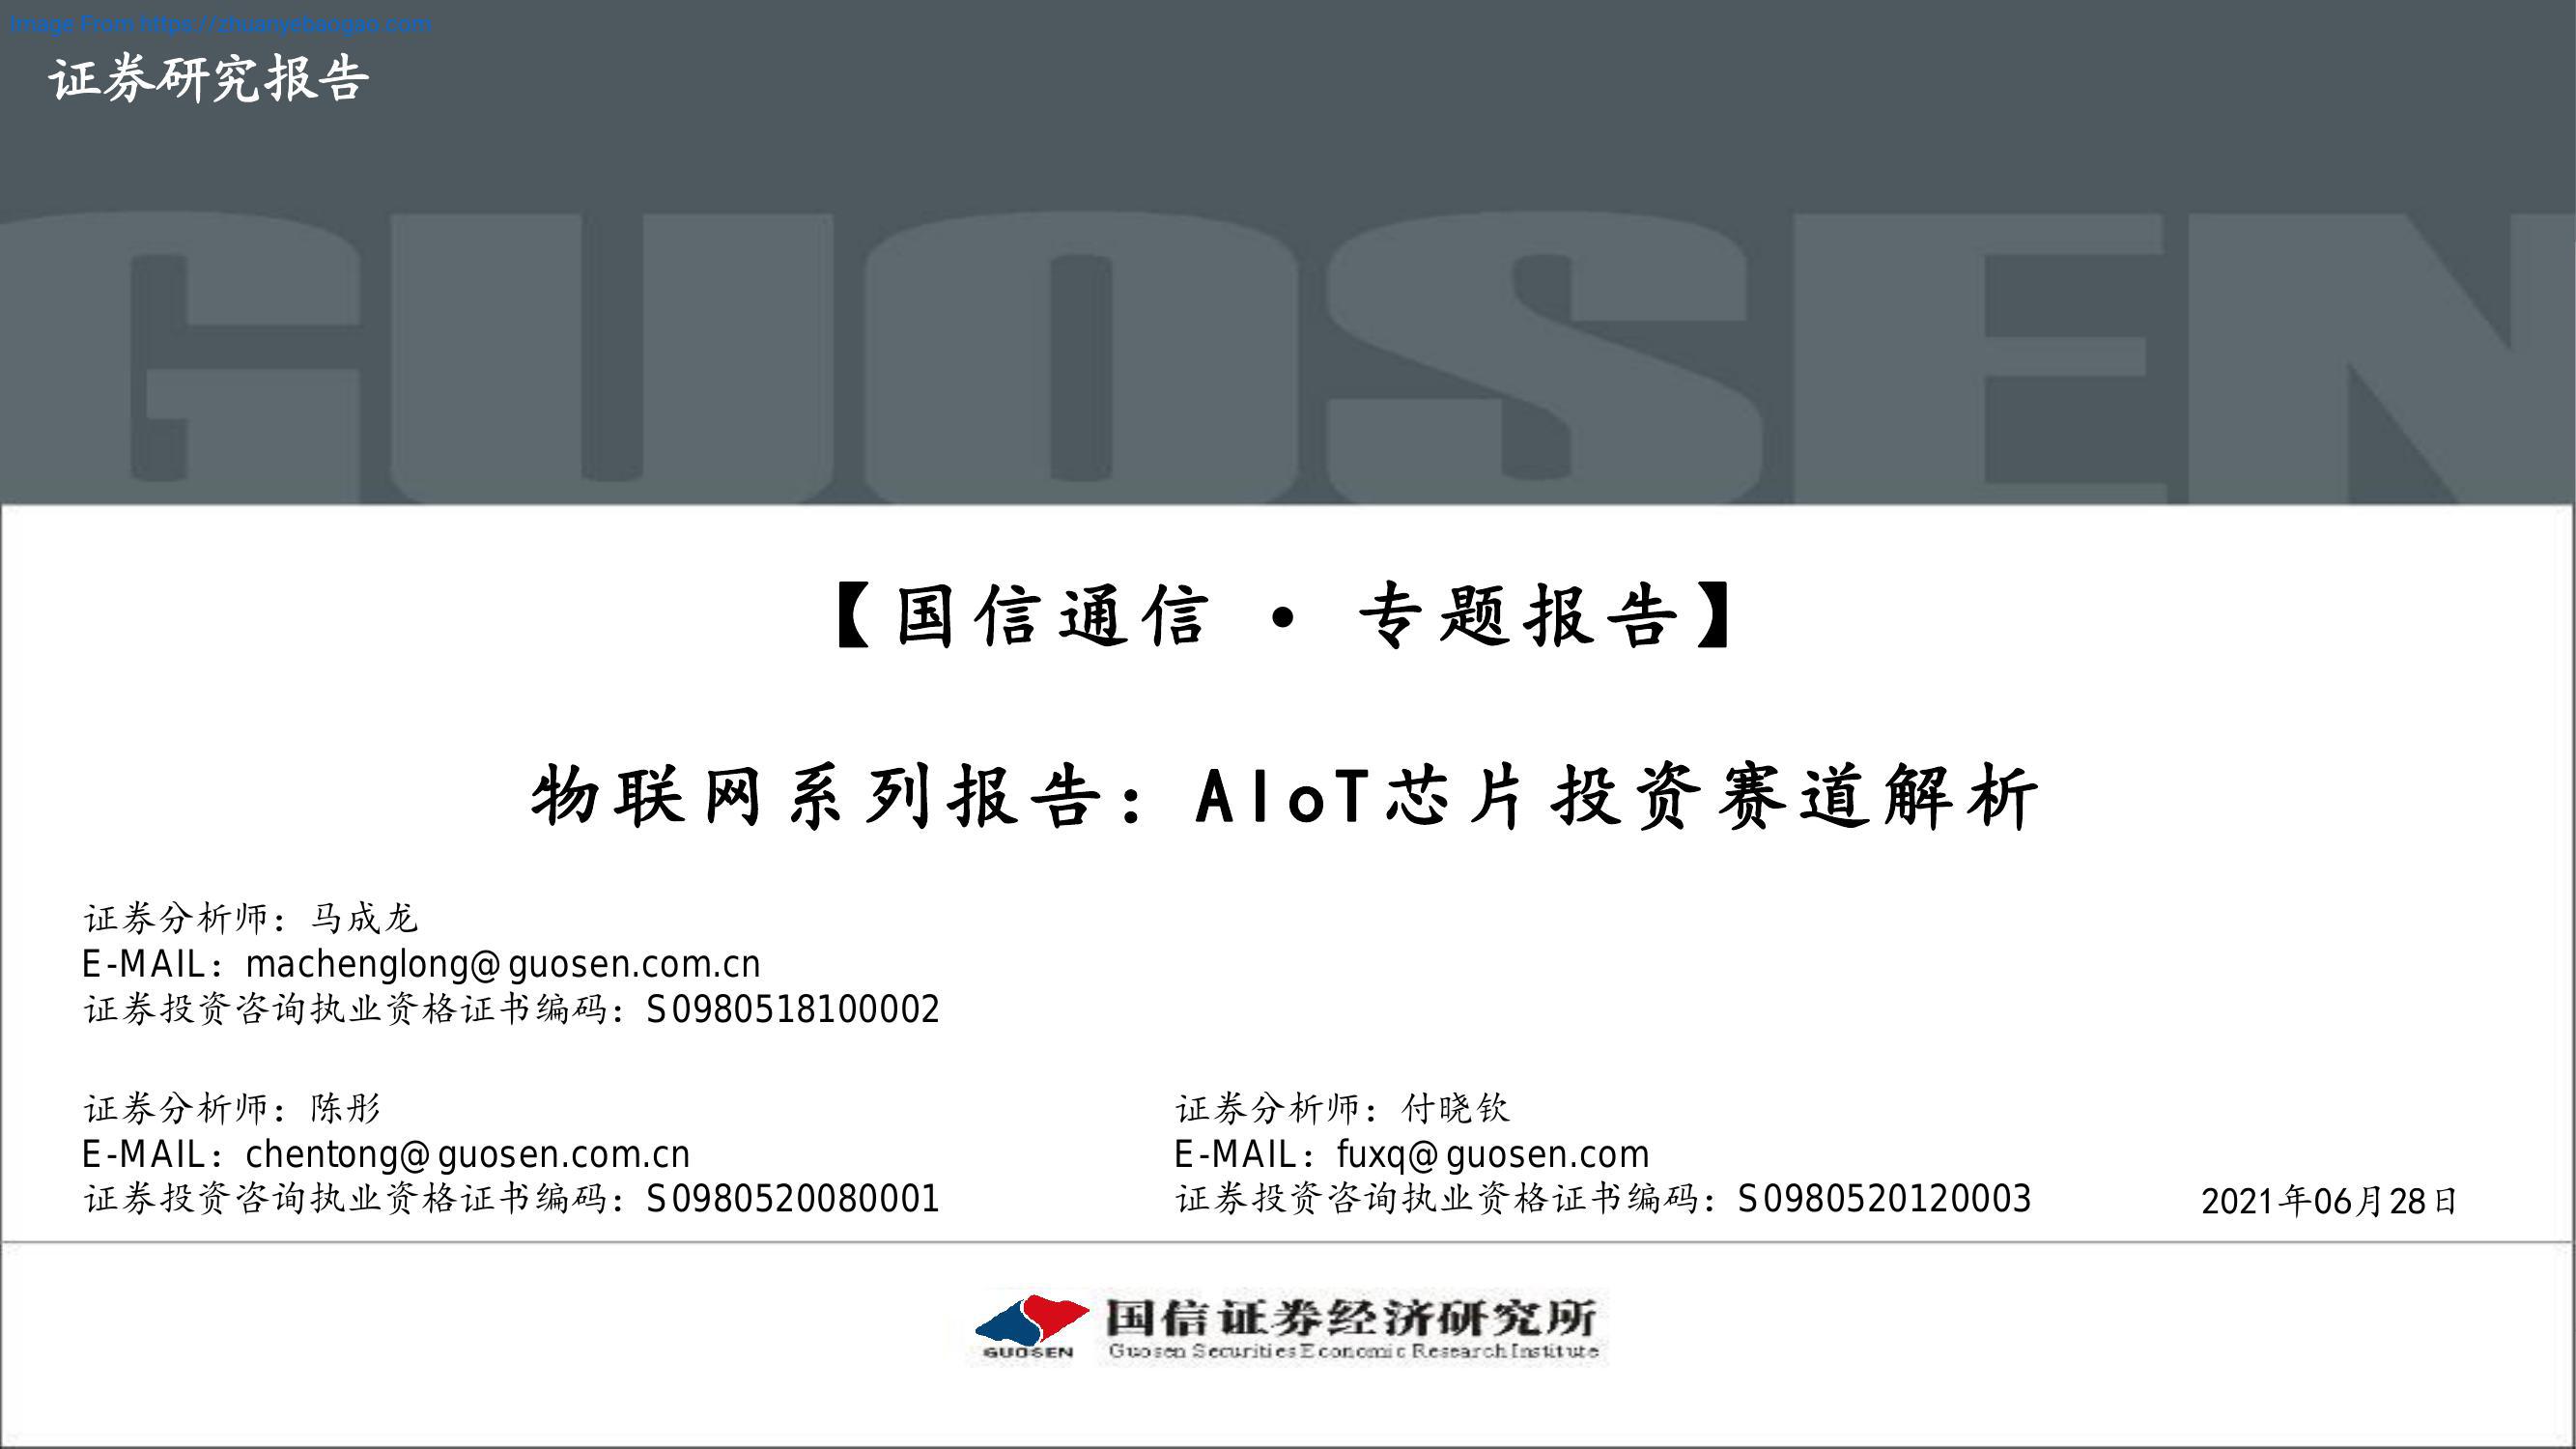 Image From https://zhuanyebaogao.com
证券研究报告
GUOSEN
【国信通信 · 专题报告】
物联网系列报告：AIoT芯片投资赛道解析
证券分析师：马成龙
E-MAIL：machenglong@guosen.com.cn
证券投资咨询执业资格证书编码：S0980518100002
证券分析师：陈彤
E-MAIL：chentong@guosen.com.cn
证券投资咨询执业资格证书编码：S0980520080001
证券分析师：付晓钦
E-MAIL：fuxq@guosen.com
证券投资咨询执业资格证书编码：S0980520120003
2021年06月28日
GUOSEN
国信证券经济研究所
Guosen Securities Economic Research Institute